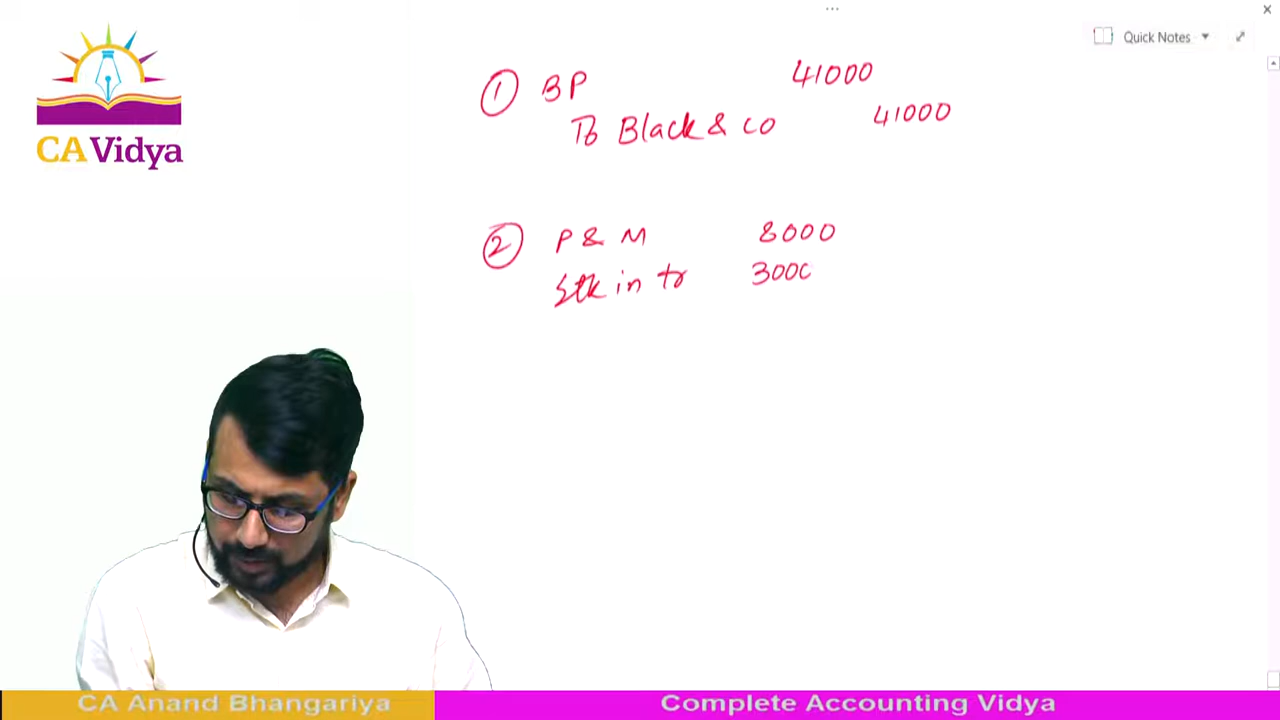 ...
Quick Notes
CA Vidya
① BP 41000
To Black & co 41000
② P & M 8000
Stk in tr 3000
CA Anand Bhangariya
Complete Accounting Vidya